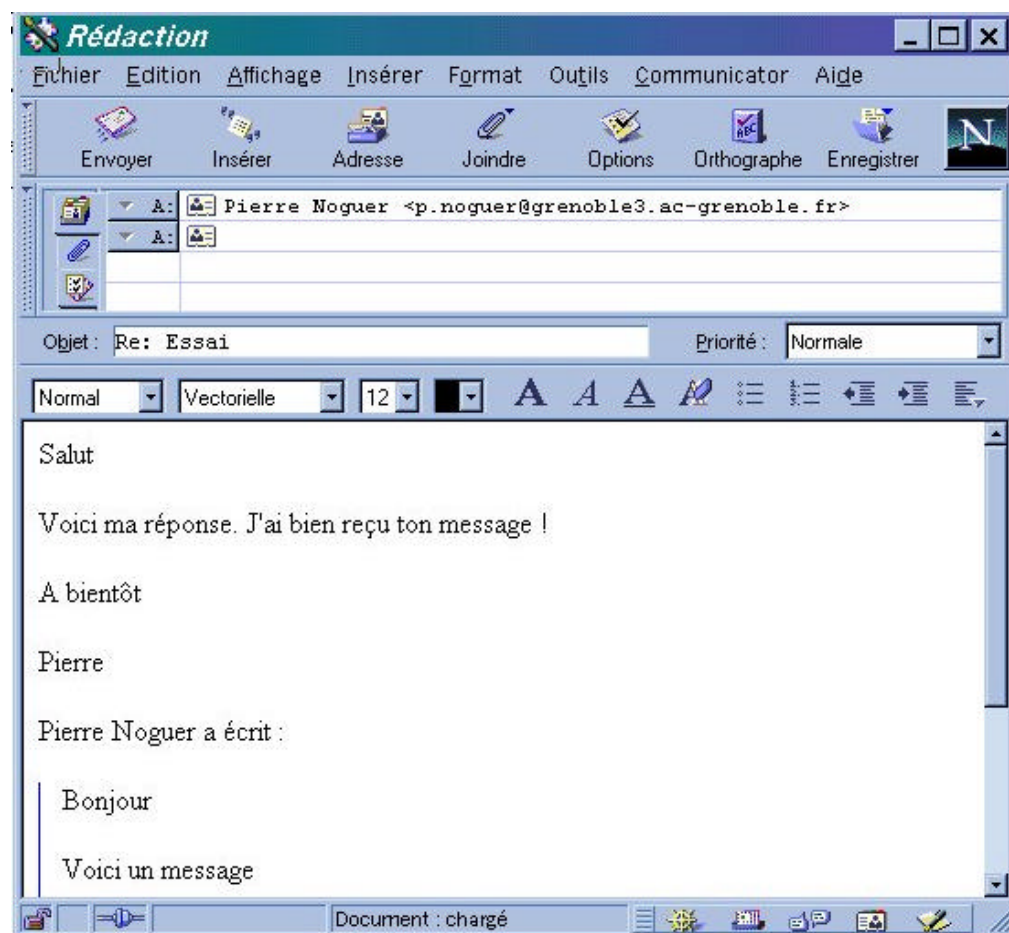 Rédaction
Fichier Edition Affichage Insérer Format Outils Communicator Aide
Envoyer Insérer Adresse Joindre Options Orthographe Enregistrer N
A: Pierre Noguer <p.noguer@grenoble3.ac-grenoble.fr>
A:
Objet : Re: Essai Priorité : Normale
Normal Vectorielle 12 A A A
Salut
Voici ma réponse. J'ai bien reçu ton message !
A bientôt
Pierre
Pierre Noguer a écrit :
Bonjour
Voici un message
Document : chargé